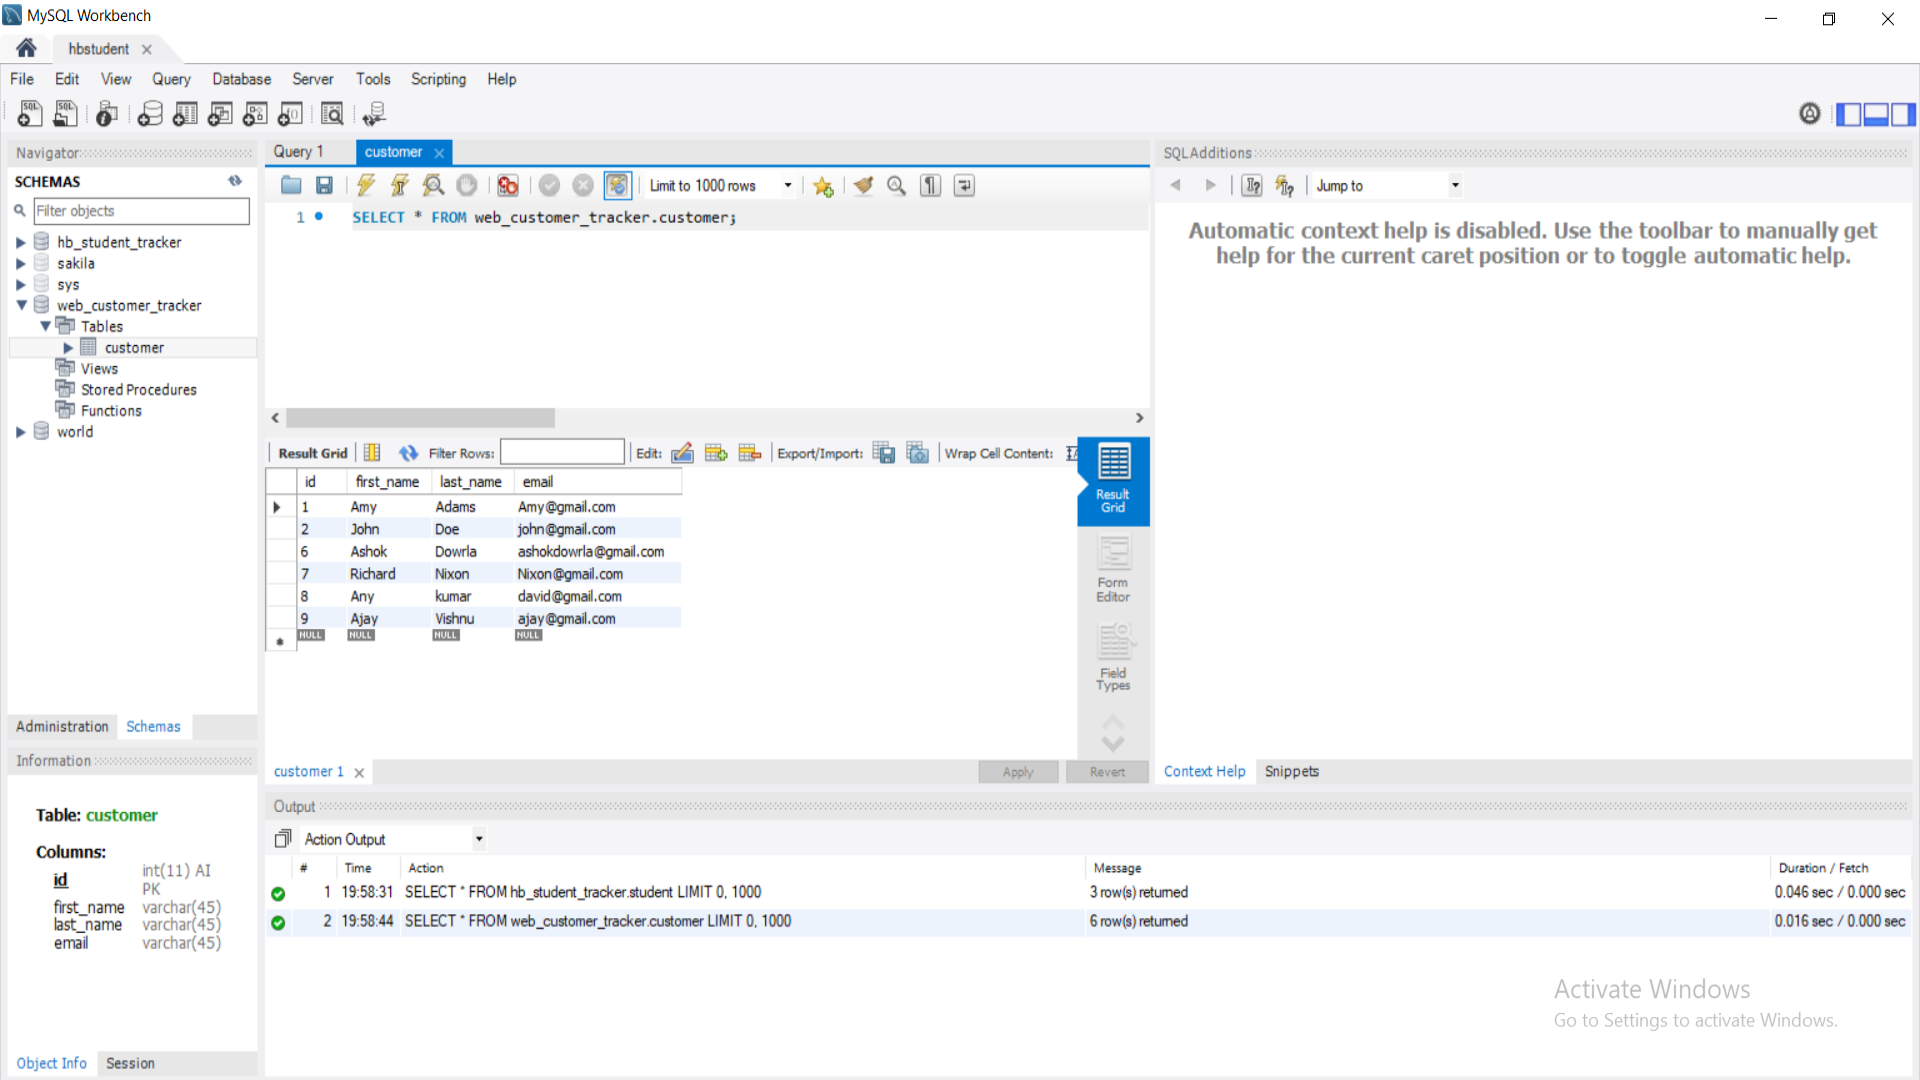 MySQL Workbench
hbstudent
File Edit View Query Database Server Tools Scripting Help
Navigator
SCHEMAS
Filter objects
hb_student_tracker
sakila
sys
web_customer_tracker
Tables
customer
Views
Stored Procedures
Functions
world
Administration Schemas
Information
Table: customer
Columns:
id int(11) AI
PK
first_name varchar(45)
last_name varchar(45)
email varchar(45)
Object Info Session
Query 1 customer
Limit to 1000 rows
1 SELECT * FROM web_customer_tracker.customer;
Result Grid Filter Rows: Edit: Export/Import: Wrap Cell Content:
id first_name last_name email
1 Amy Adams Amy@gmail.com
2 John Doe john@gmail.com
6 Ashok Dowrla ashokdowrla@gmail.com
7 Richard Nixon Nixon@gmail.com
8 Any kumar david@gmail.com
9 Ajay Vishnu ajay@gmail.com
NULL NULL NULL NULL
Result
Grid
Form
Editor
Field
Types
customer 1 Apply Revert
SQLAdditions
Jump to
Automatic context help is disabled. Use the toolbar to manually get
help for the current caret position or to toggle automatic help.
Context Help Snippets
Output
Action Output
# Time Action Message Duration / Fetch
1 19:58:31 SELECT * FROM hb_student_tracker.student LIMIT 0, 1000 3 row(s) returned 0.046 sec / 0.000 sec
2 19:58:44 SELECT * FROM web_customer_tracker.customer LIMIT 0, 1000 6 row(s) returned 0.016 sec / 0.000 sec
Activate Windows
Go to Settings to activate Windows.